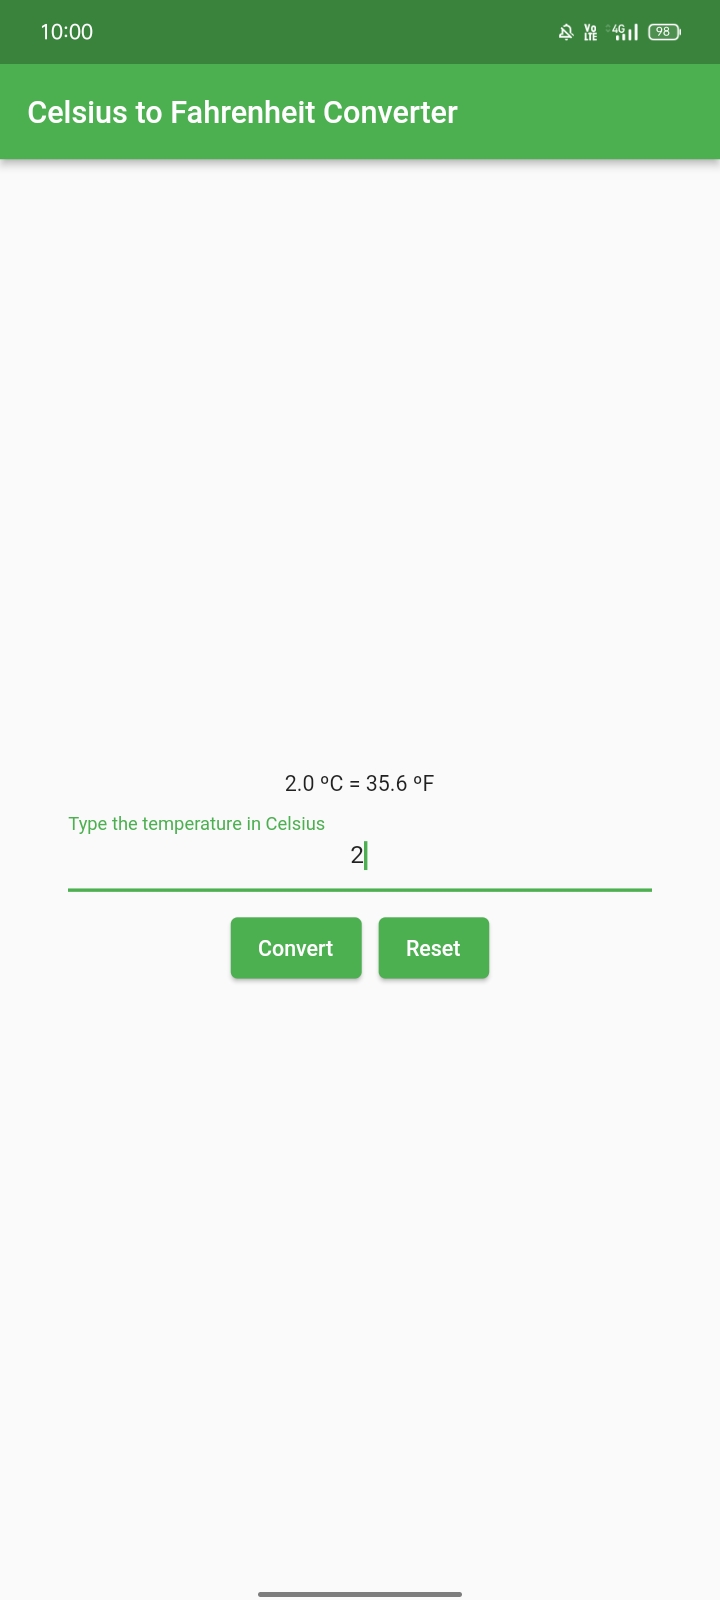 10:00 Vo LTE 4G 98
Celsius to Fahrenheit Converter
2.0 ºC = 35.6 ºF
Type the temperature in Celsius
2
Convert Reset